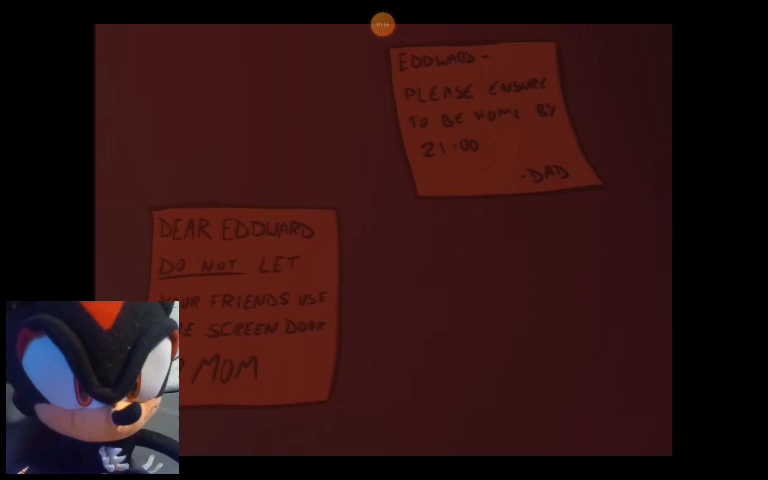 EDDWARD-
PLEASE ENSURE
TO BE HOME BY
21:00
-DAD
DEAR EDDWARD
DO NOT LET
YOUR FRIENDS USE
SCREEN DOOR
MOM